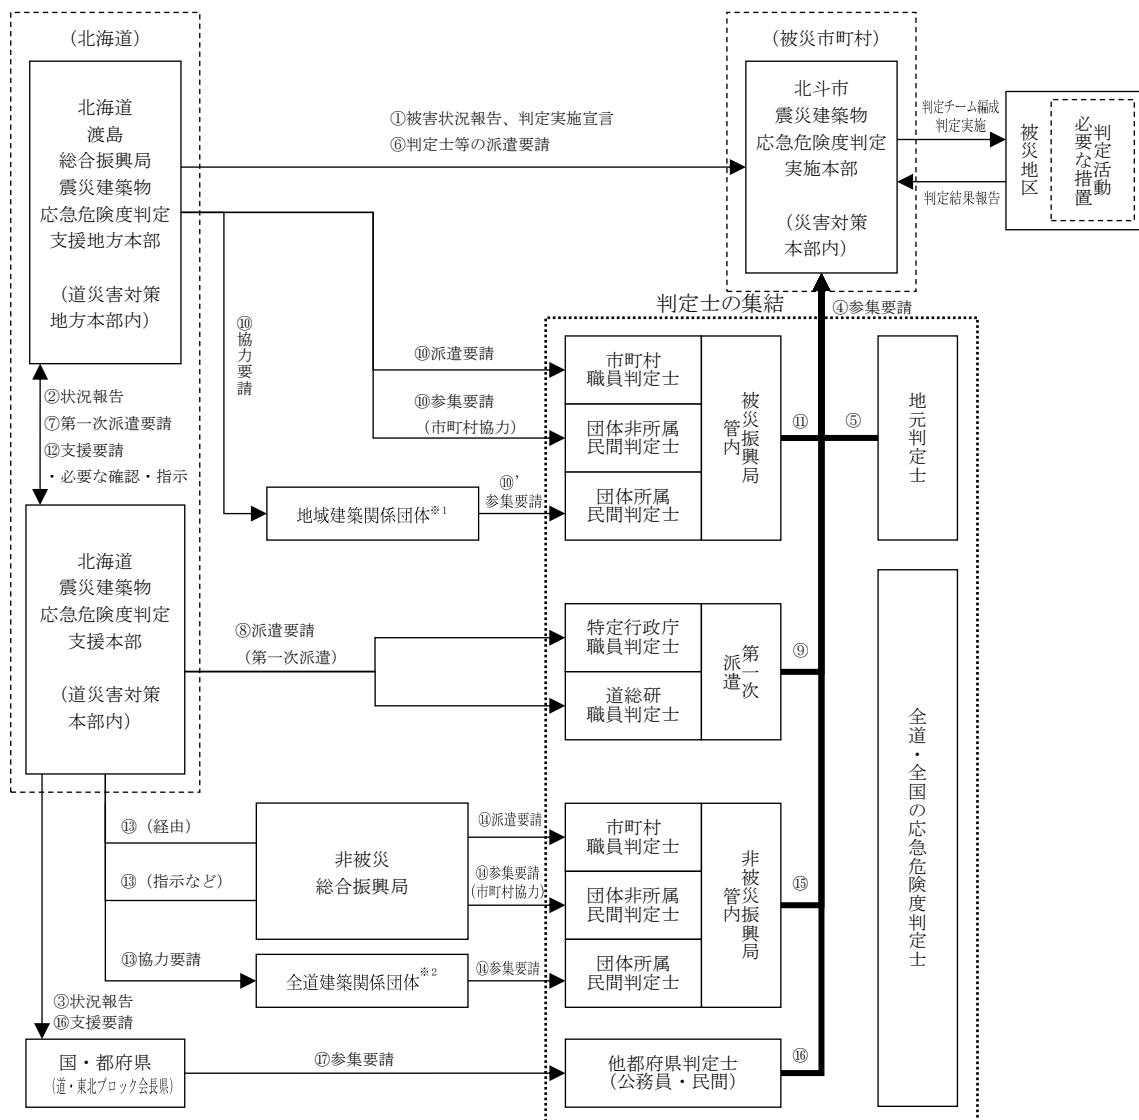 (北海道)
北海道
渡島
総合振興局
震災建築物
応急危険度判定
支援地方本部
(道災害対策
地方本部内)
①被害状況報告、判定実施宣言
⑥判定士等の派遣要請
(被災市町村)
北斗市
震災建築物
応急危険度判定
実施本部
(災害対策
本部内)
判定チーム編成
判定実施
判定結果報告
被災地区
判定活動
必要な措置
判定士の集結
④参集要請
⑩協力要請
⑩派遣要請
⑩参集要請
(市町村協力)
市町村
職員判定士
団体非所属
民間判定士
団体所属
民間判定士
被災振興局
管内
⑪
⑤
地元判定士
②状況報告
⑦第一次派遣要請
⑫支援要請
・必要な確認・指示
地域建築関係団体※1
⑩’
参集要請
北海道
震災建築物
応急危険度判定
支援本部
(道災害対策
本部内)
⑧派遣要請
(第一次派遣)
特定行政庁
職員判定士
道総研
職員判定士
第一次
派遣
⑨
全道・全国の応急危険度判定士
⑬(経由)
⑬(指示など)
⑬協力要請
非被災
総合振興局
⑭派遣要請
⑭参集要請
(市町村協力)
市町村
職員判定士
団体非所属
民間判定士
団体所属
民間判定士
非被災振興局
管内
⑮
全道建築関係団体※2
⑭参集要請
③状況報告
⑯支援要請
国・都府県
(道・東北ブロック会長県)
⑰参集要請
他都府県判定士
(公務員・民間)
⑯